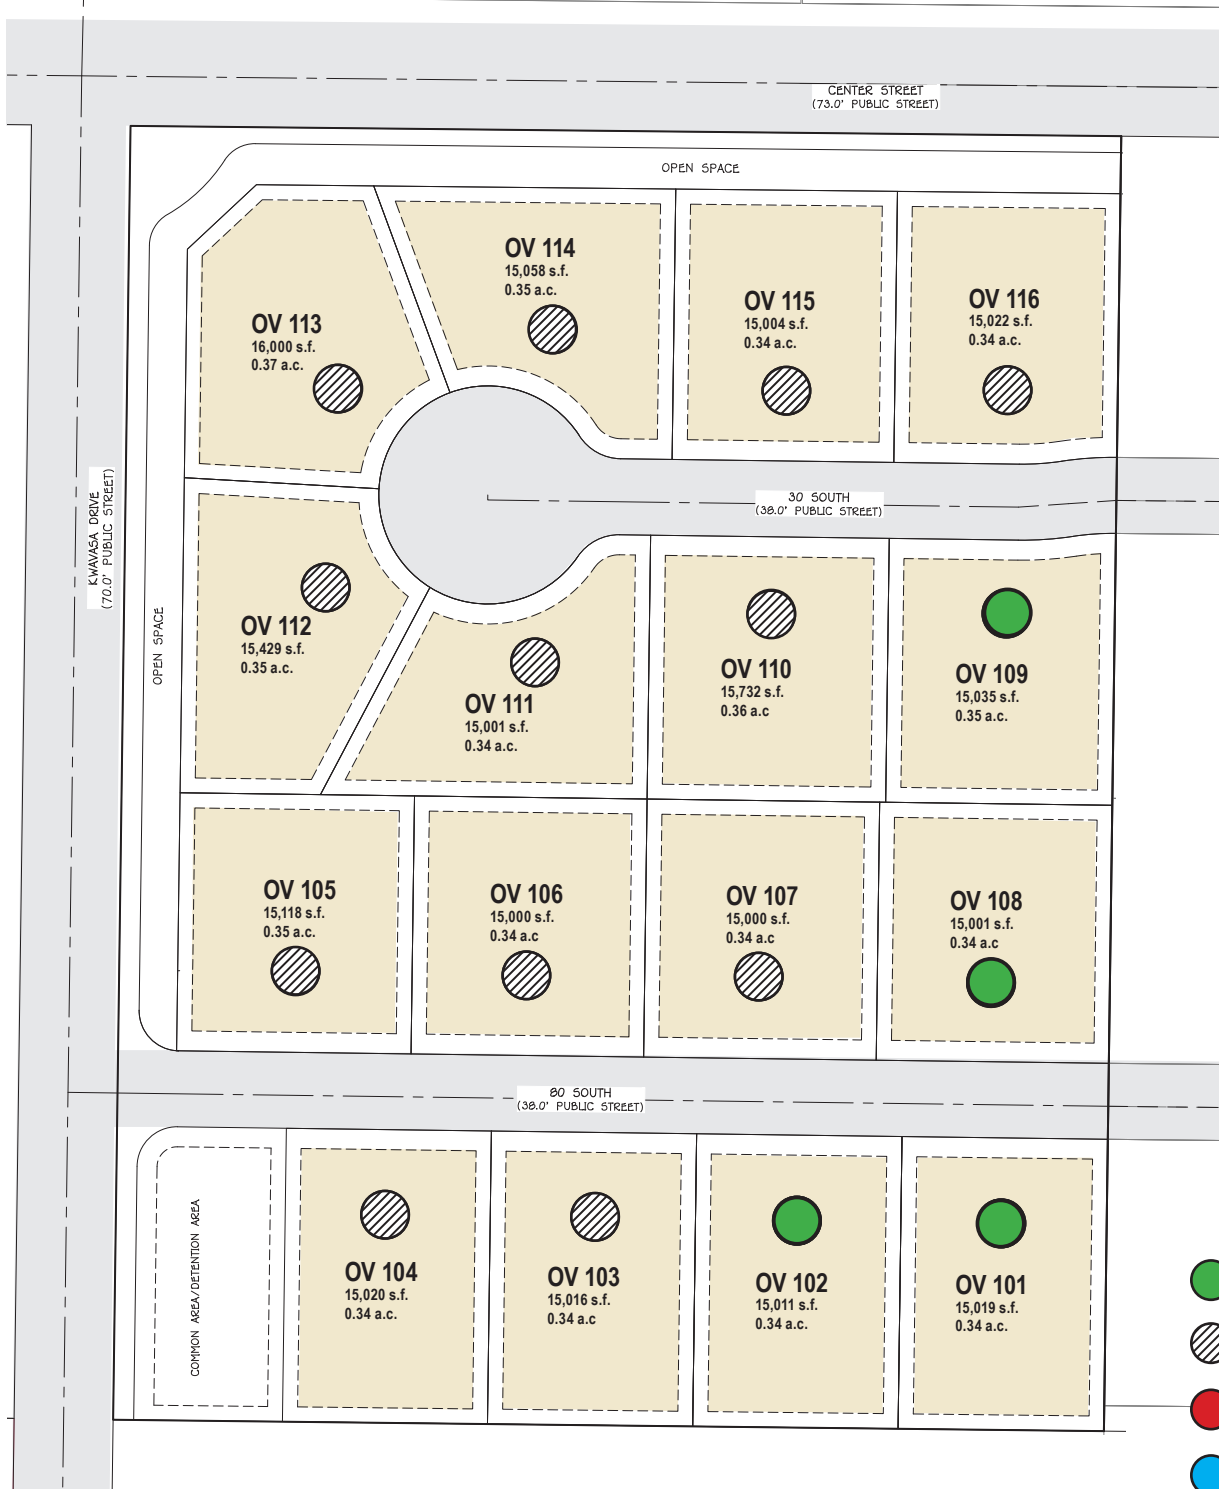 CENTER STREET
(73.0' PUBLIC STREET)
OPEN SPACE
OV 114
15,058 s.f.
0.35 a.c.
OV 113
16,000 s.f.
0.37 a.c.
OV 115
15,004 s.f.
0.34 a.c.
OV 116
15,022 s.f.
0.34 a.c.
30 SOUTH
(38.0' PUBLIC STREET)
KWAVASA DRIVE
(70.0' PUBLIC STREET)
OPEN SPACE
OV 112
15,429 s.f.
0.35 a.c.
OV 111
15,001 s.f.
0.34 a.c.
OV 110
15,732 s.f.
0.36 a.c
OV 109
15,035 s.f.
0.35 a.c.
OV 105
15,118 s.f.
0.35 a.c.
OV 106
15,000 s.f.
0.34 a.c
OV 107
15,000 s.f.
0.34 a.c
OV 108
15,001 s.f.
0.34 a.c
80 SOUTH
(38.0' PUBLIC STREET)
COMMON AREA/DETENTION AREA
OV 104
15,020 s.f.
0.34 a.c.
OV 103
15,016 s.f.
0.34 a.c
OV 102
15,011 s.f.
0.34 a.c.
OV 101
15,019 s.f.
0.34 a.c.